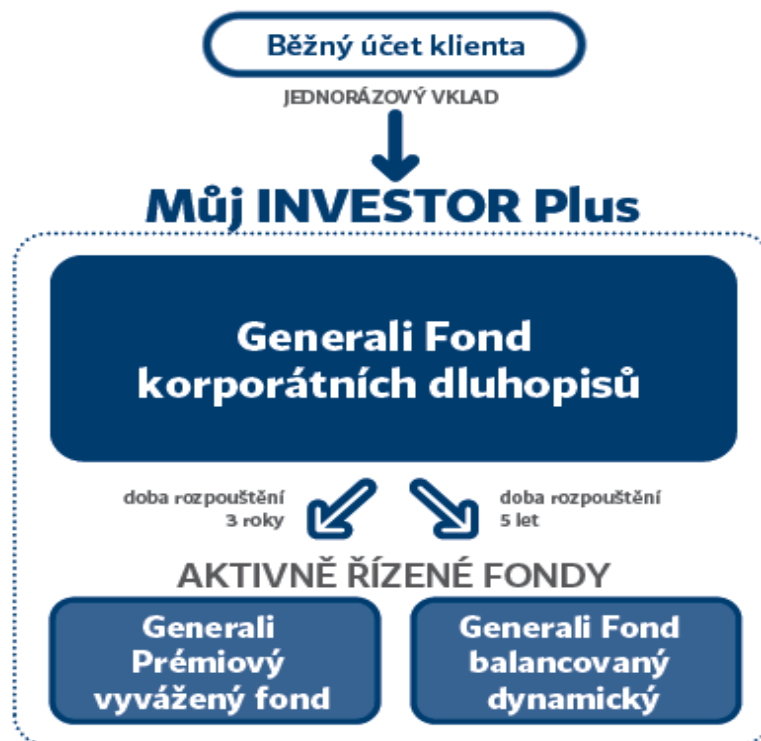 Běžný účet klienta
JEDNORÁZOVÝ VKLAD
Můj INVESTOR Plus
Generali Fond
korporátních dluhopisů
doba rozpouštění
3 roky
doba rozpouštění
5 let
AKTIVNĚ ŘÍZENÉ FONDY
Generali
Prémiový
vyvážený fond
Generali Fond
balancovaný
dynamický